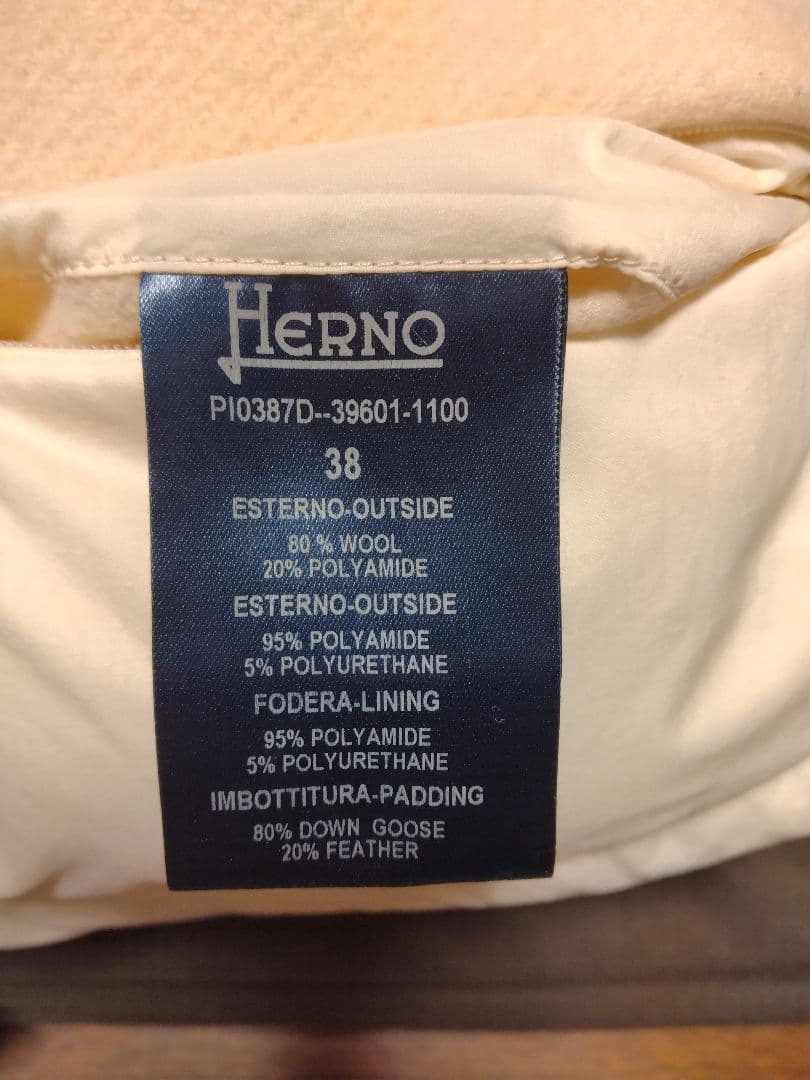 HERNO
PI0387D--39601-1100
38
ESTERNO-OUTSIDE
80 % WOOL
20% POLYAMIDE
ESTERNO-OUTSIDE
95% POLYAMIDE
5% POLYURETHANE
FODERA-LINING
95% POLYAMIDE
5% POLYURETHANE
IMBOTTITURA-PADDING
80% DOWN GOOSE
20% FEATHER